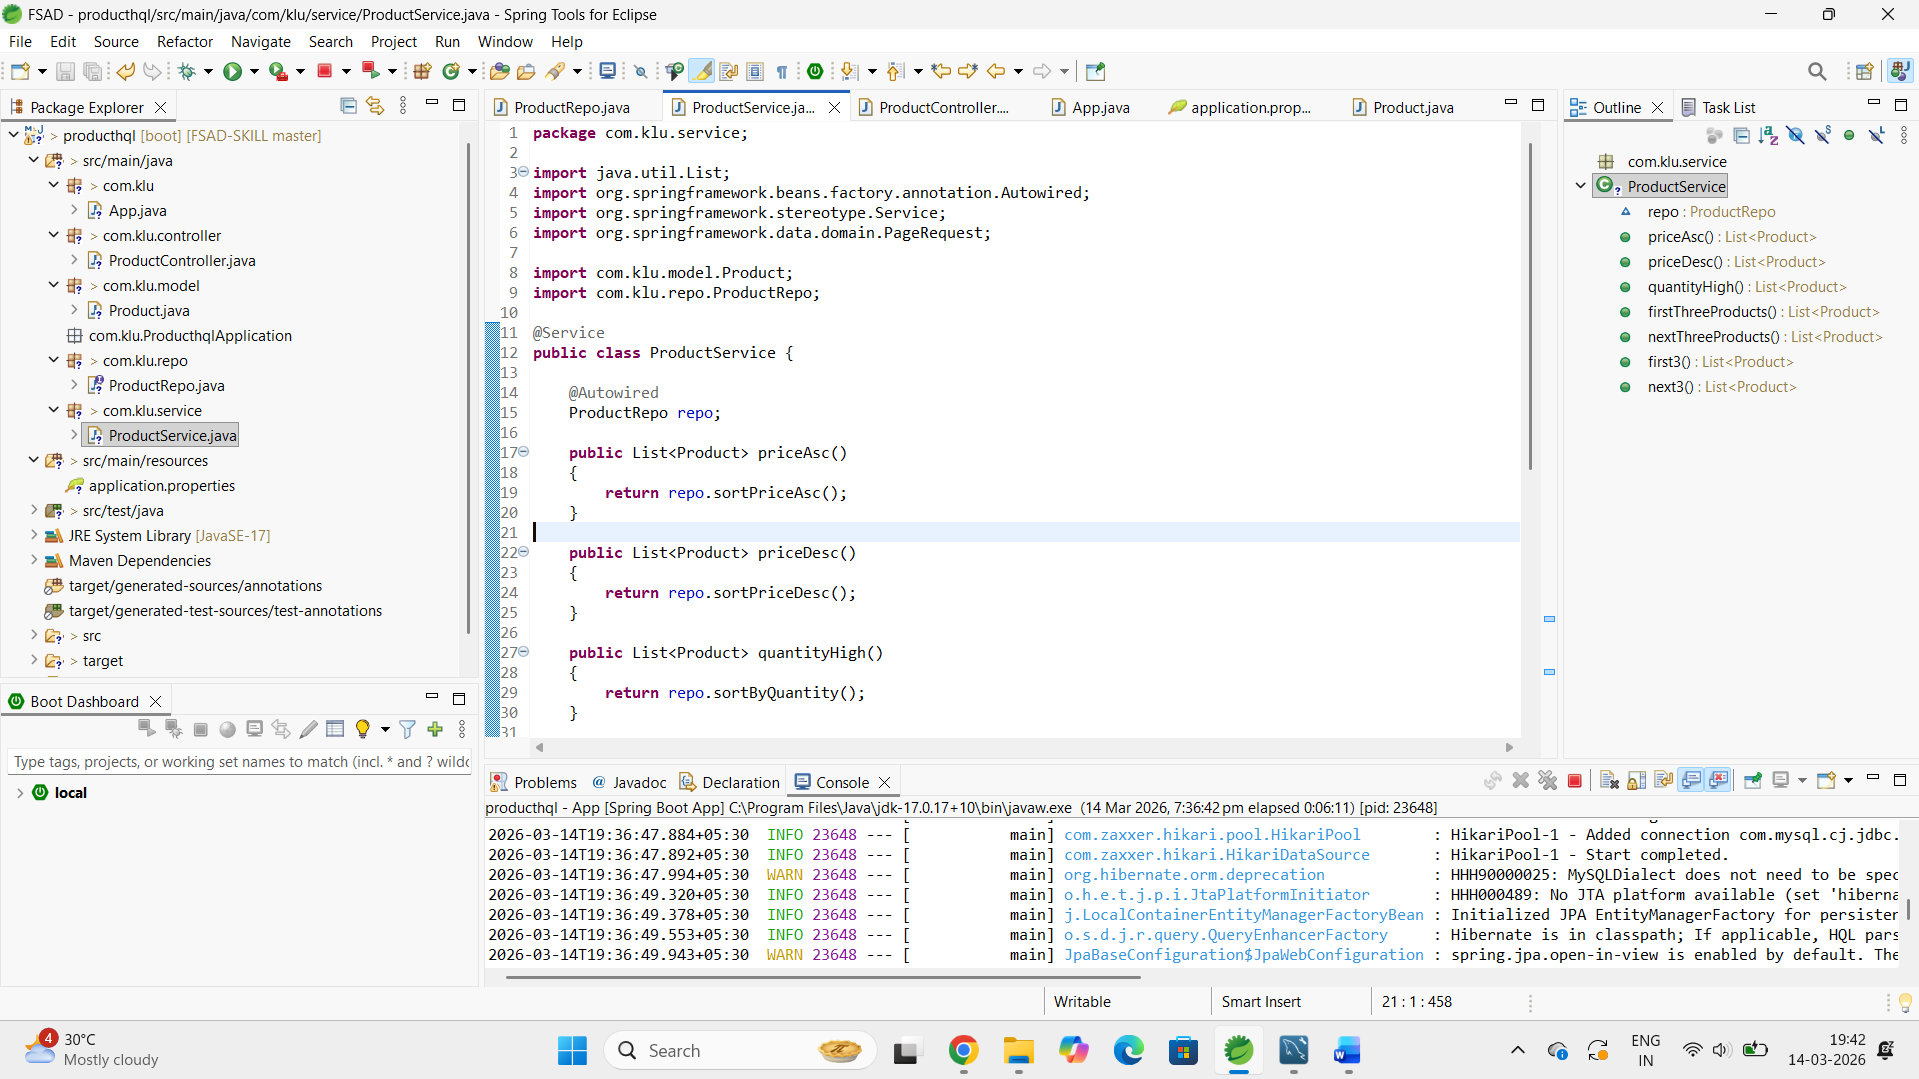 FSAD - producthql/src/main/java/com/klu/service/ProductService.java - Spring Tools for Eclipse
File Edit Source Refactor Navigate Search Project Run Window Help
Package Explorer
> producthql [boot] [FSAD-SKILL master]
> src/main/java
> com.klu
App.java
> com.klu.controller
ProductController.java
> com.klu.model
Product.java
com.klu.ProducthqlApplication
> com.klu.repo
ProductRepo.java
> com.klu.service
ProductService.java
> src/main/resources
application.properties
> src/test/java
JRE System Library [JavaSE-17]
Maven Dependencies
target/generated-sources/annotations
target/generated-test-sources/test-annotations
> src
> target
Boot Dashboard
Type tags, projects, or working set names to match (incl. * and ? wildc
local
ProductRepo.java ProductService.ja... ProductController.... App.java application.prop... Product.java
1 package com.klu.service;
2
3 import java.util.List;
4 import org.springframework.beans.factory.annotation.Autowired;
5 import org.springframework.stereotype.Service;
6 import org.springframework.data.domain.PageRequest;
7
8 import com.klu.model.Product;
9 import com.klu.repo.ProductRepo;
10
11 @Service
12 public class ProductService {
13
14 @Autowired
15 ProductRepo repo;
16
17 public List<Product> priceAsc()
18 {
19 return repo.sortPriceAsc();
20 }
21
22 public List<Product> priceDesc()
23 {
24 return repo.sortPriceDesc();
25 }
26
27 public List<Product> quantityHigh()
28 {
29 return repo.sortByQuantity();
30 }
31
Outline Task List
com.klu.service
ProductService
repo : ProductRepo
priceAsc() : List<Product>
priceDesc() : List<Product>
quantityHigh() : List<Product>
firstThreeProducts() : List<Product>
nextThreeProducts() : List<Product>
first3() : List<Product>
next3() : List<Product>
Problems @ Javadoc Declaration Console
producthql - App [Spring Boot App] C:\Program Files\Java\jdk-17.0.17+10\bin\javaw.exe (14 Mar 2026, 7:36:42 pm elapsed 0:06:11) [pid: 23648]
2026-03-14T19:36:47.884+05:30 INFO 23648 --- [ main] com.zaxxer.hikari.pool.HikariPool : HikariPool-1 - Added connection com.mysql.cj.jdbc.
2026-03-14T19:36:47.892+05:30 INFO 23648 --- [ main] com.zaxxer.hikari.HikariDataSource : HikariPool-1 - Start completed.
2026-03-14T19:36:47.994+05:30 WARN 23648 --- [ main] org.hibernate.orm.deprecation : HHH90000025: MySQLDialect does not need to be spec
2026-03-14T19:36:49.320+05:30 INFO 23648 --- [ main] o.h.e.t.j.p.i.JtaPlatformInitiator : HHH000489: No JTA platform available (set 'hiberna
2026-03-14T19:36:49.378+05:30 INFO 23648 --- [ main] j.LocalContainerEntityManagerFactoryBean : Initialized JPA EntityManagerFactory for persisten
2026-03-14T19:36:49.553+05:30 INFO 23648 --- [ main] o.s.d.j.r.query.QueryEnhancerFactory : Hibernate is in classpath; If applicable, HQL pars
2026-03-14T19:36:49.943+05:30 WARN 23648 --- [ main] JpaBaseConfiguration$JpaWebConfiguration : spring.jpa.open-in-view is enabled by default. The
Writable Smart Insert 21 : 1 : 458
4
30°C
Mostly cloudy
Search
ENG
IN
19:42
14-03-2026